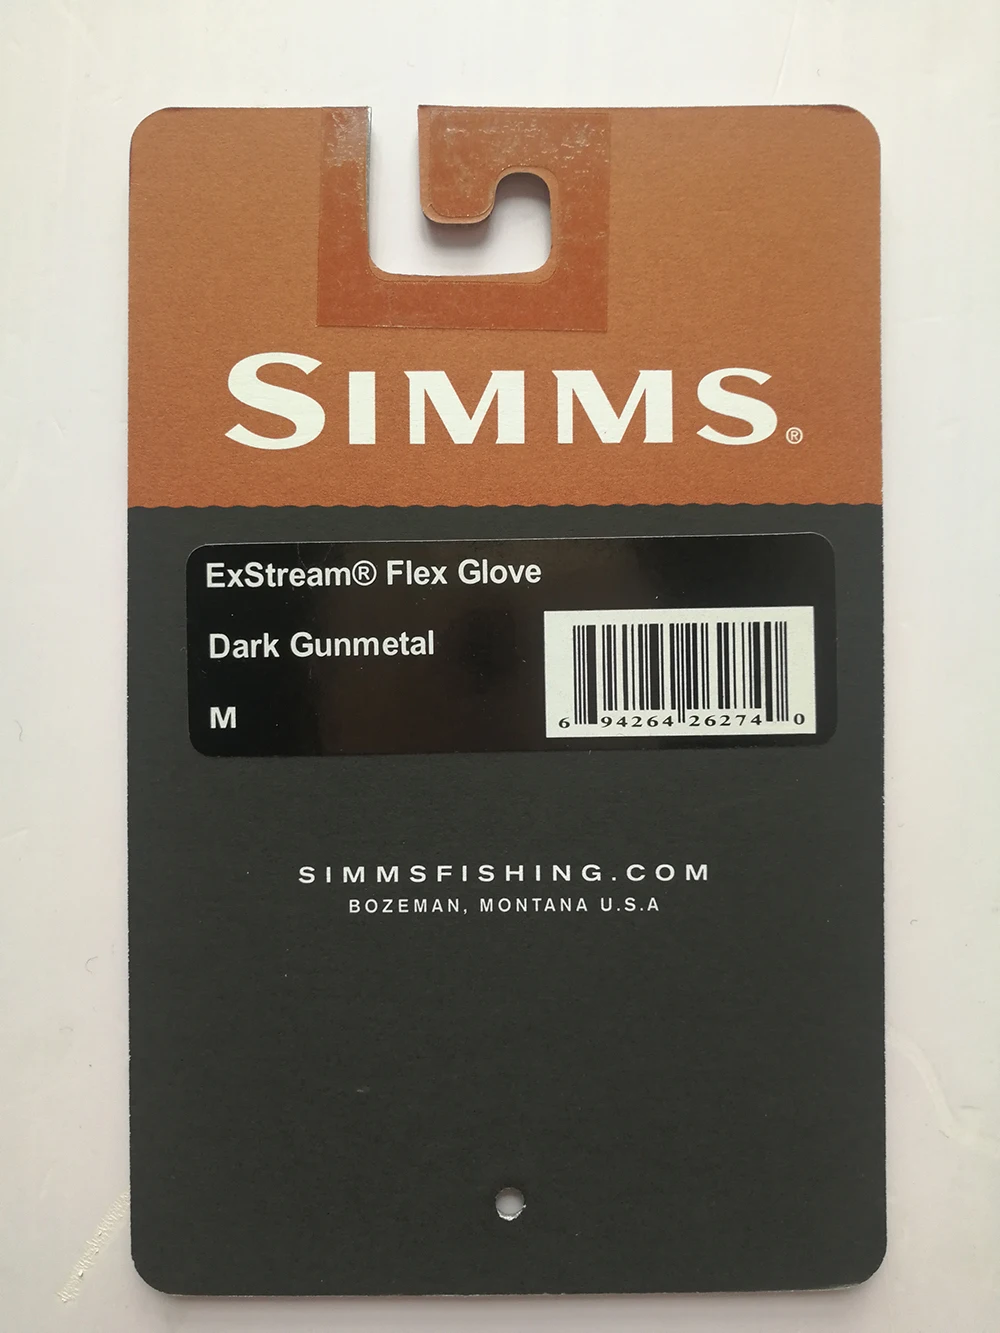 SIMMS®
ExStream® Flex Glove
Dark Gunmetal
M
6 94264 26274 0
SIMMSFISHING.COM
BOZEMAN, MONTANA U.S.A